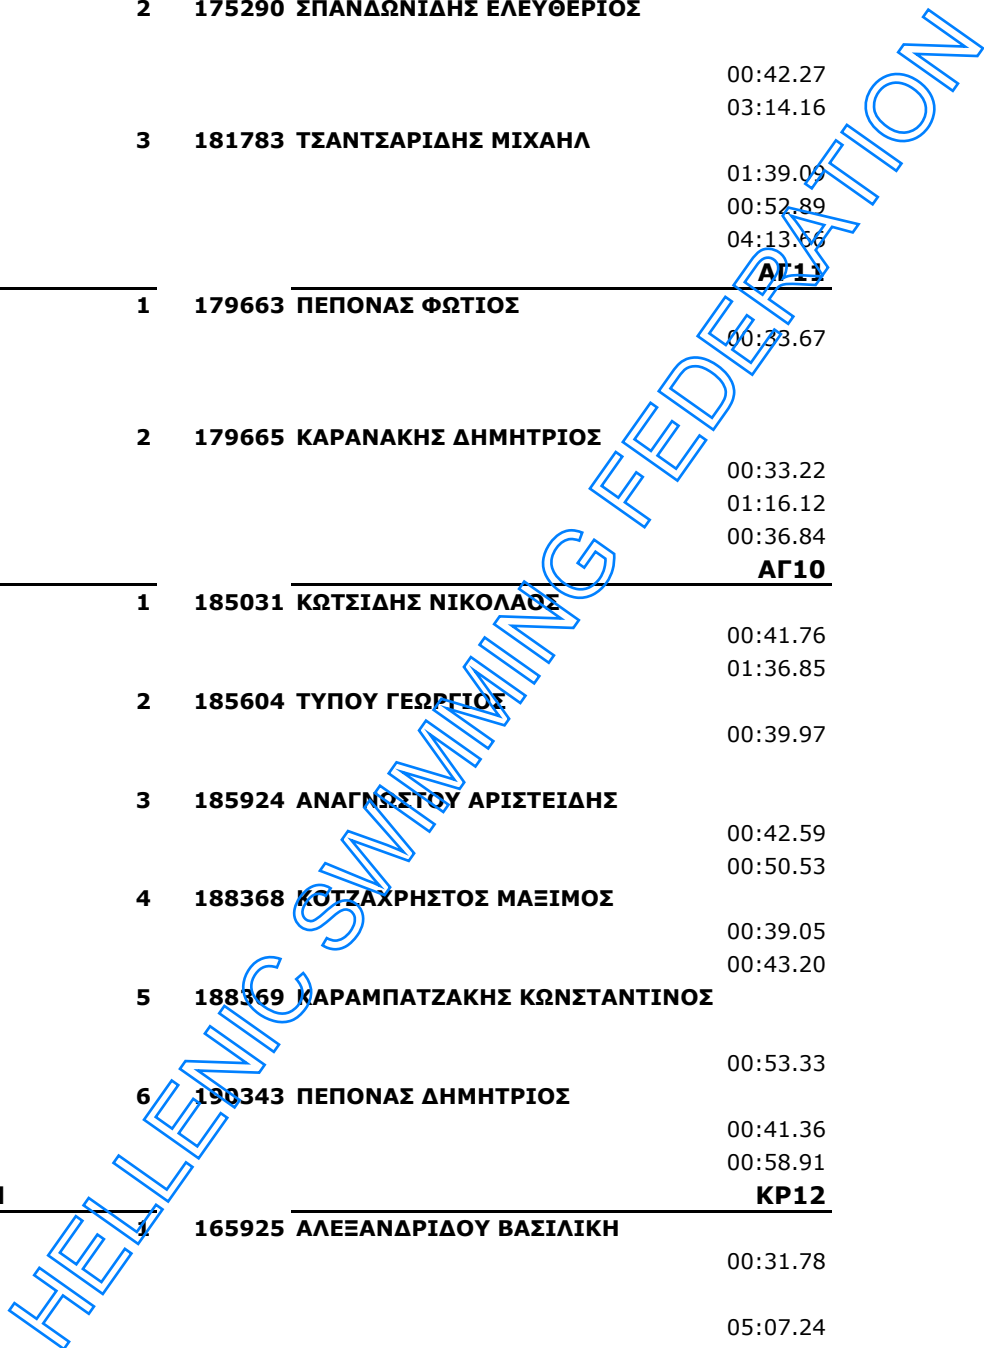 2 175290 ΣΠΑΝΔΩΝΙΔΗΣ ΕΛΕΥΘΕΡΙΟΣ
00:42.27
03:14.16
3 181783 ΤΣΑΝΤΣΑΡΙΔΗΣ ΜΙΧΑΗΛ
01:39.09
00:52.89
04:13.66
ΑΓ11
1 179663 ΠΕΠΟΝΑΣ ΦΩΤΙΟΣ
00:33.67
2 179665 ΚΑΡΑΝΑΚΗΣ ΔΗΜΗΤΡΙΟΣ
00:33.22
01:16.12
00:36.84
ΑΓ10
1 185031 ΚΩΤΣΙΔΗΣ ΝΙΚΟΛΑΟΣ
00:41.76
01:36.85
2 185604 ΤΥΠΟΥ ΓΕΩΡΓΙΟΣ
00:39.97
3 185924 ΑΝΑΓΝΩΣΤΟΥ ΑΡΙΣΤΕΙΔΗΣ
00:42.59
00:50.53
4 188368 ΚΟΤΖΑΧΡΗΣΤΟΣ ΜΑΞΙΜΟΣ
00:39.05
00:43.20
5 188369 ΚΑΡΑΜΠΑΤΖΑΚΗΣ ΚΩΝΣΤΑΝΤΙΝΟΣ
00:53.33
6 190343 ΠΕΠΟΝΑΣ ΔΗΜΗΤΡΙΟΣ
00:41.36
00:58.91
ΚΡ12
1 165925 ΑΛΕΞΑΝΔΡΙΔΟΥ ΒΑΣΙΛΙΚΗ
00:31.78
05:07.24
HELLENIC SWIMMING FEDERATION